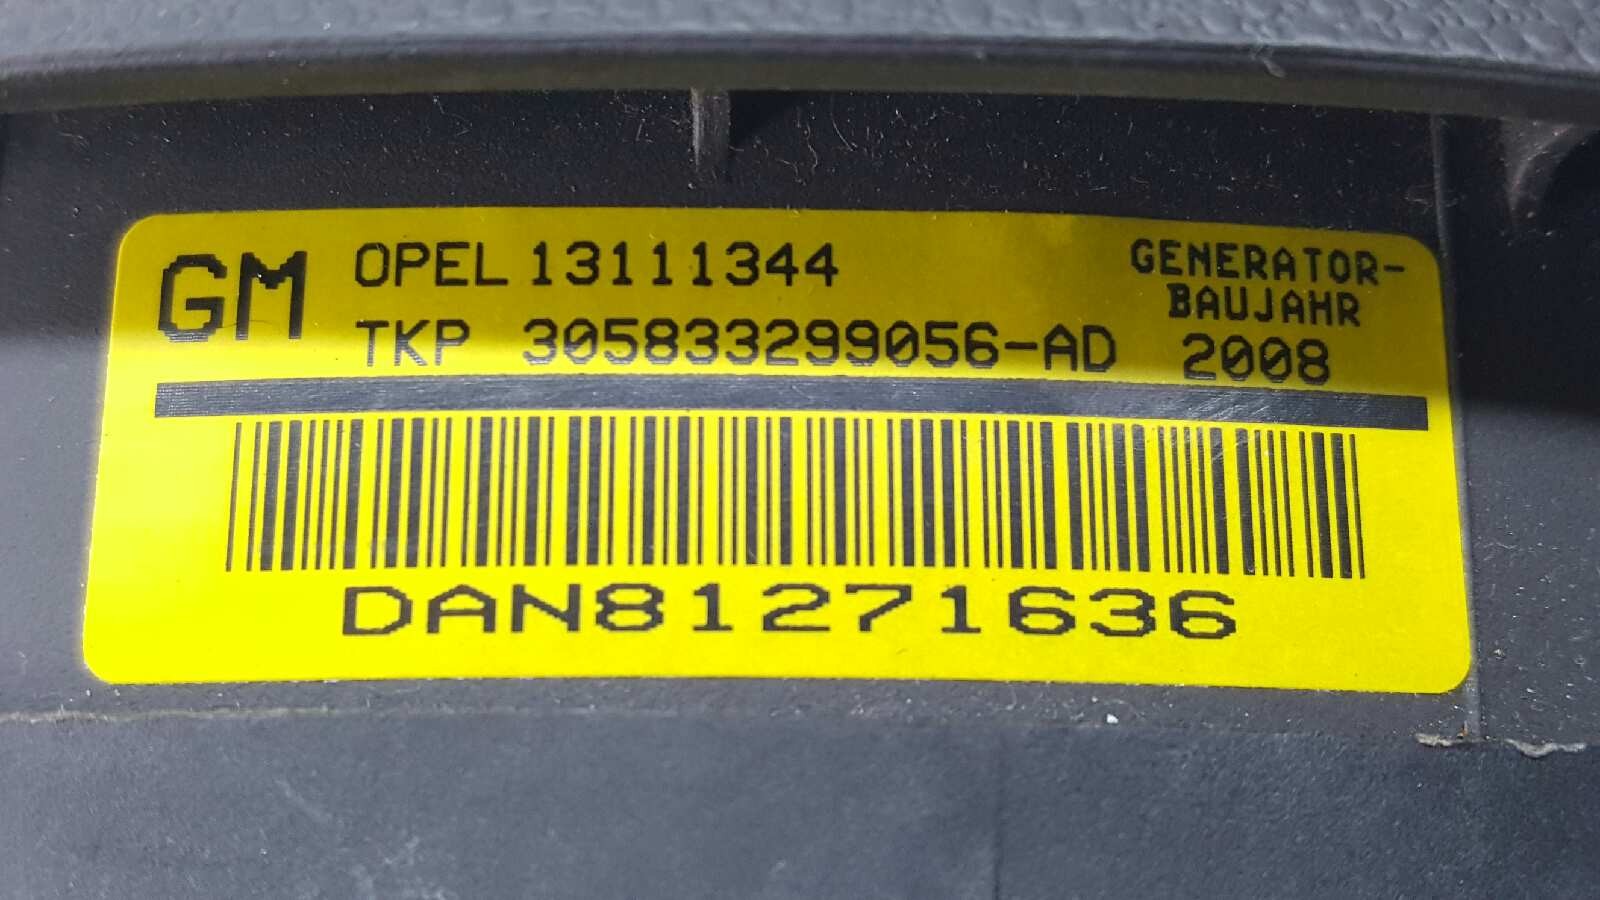 GM OPEL 13111344 GENERATOR-
BAUJAHR
TKP 305833299056-AD 2008
DAN81271636